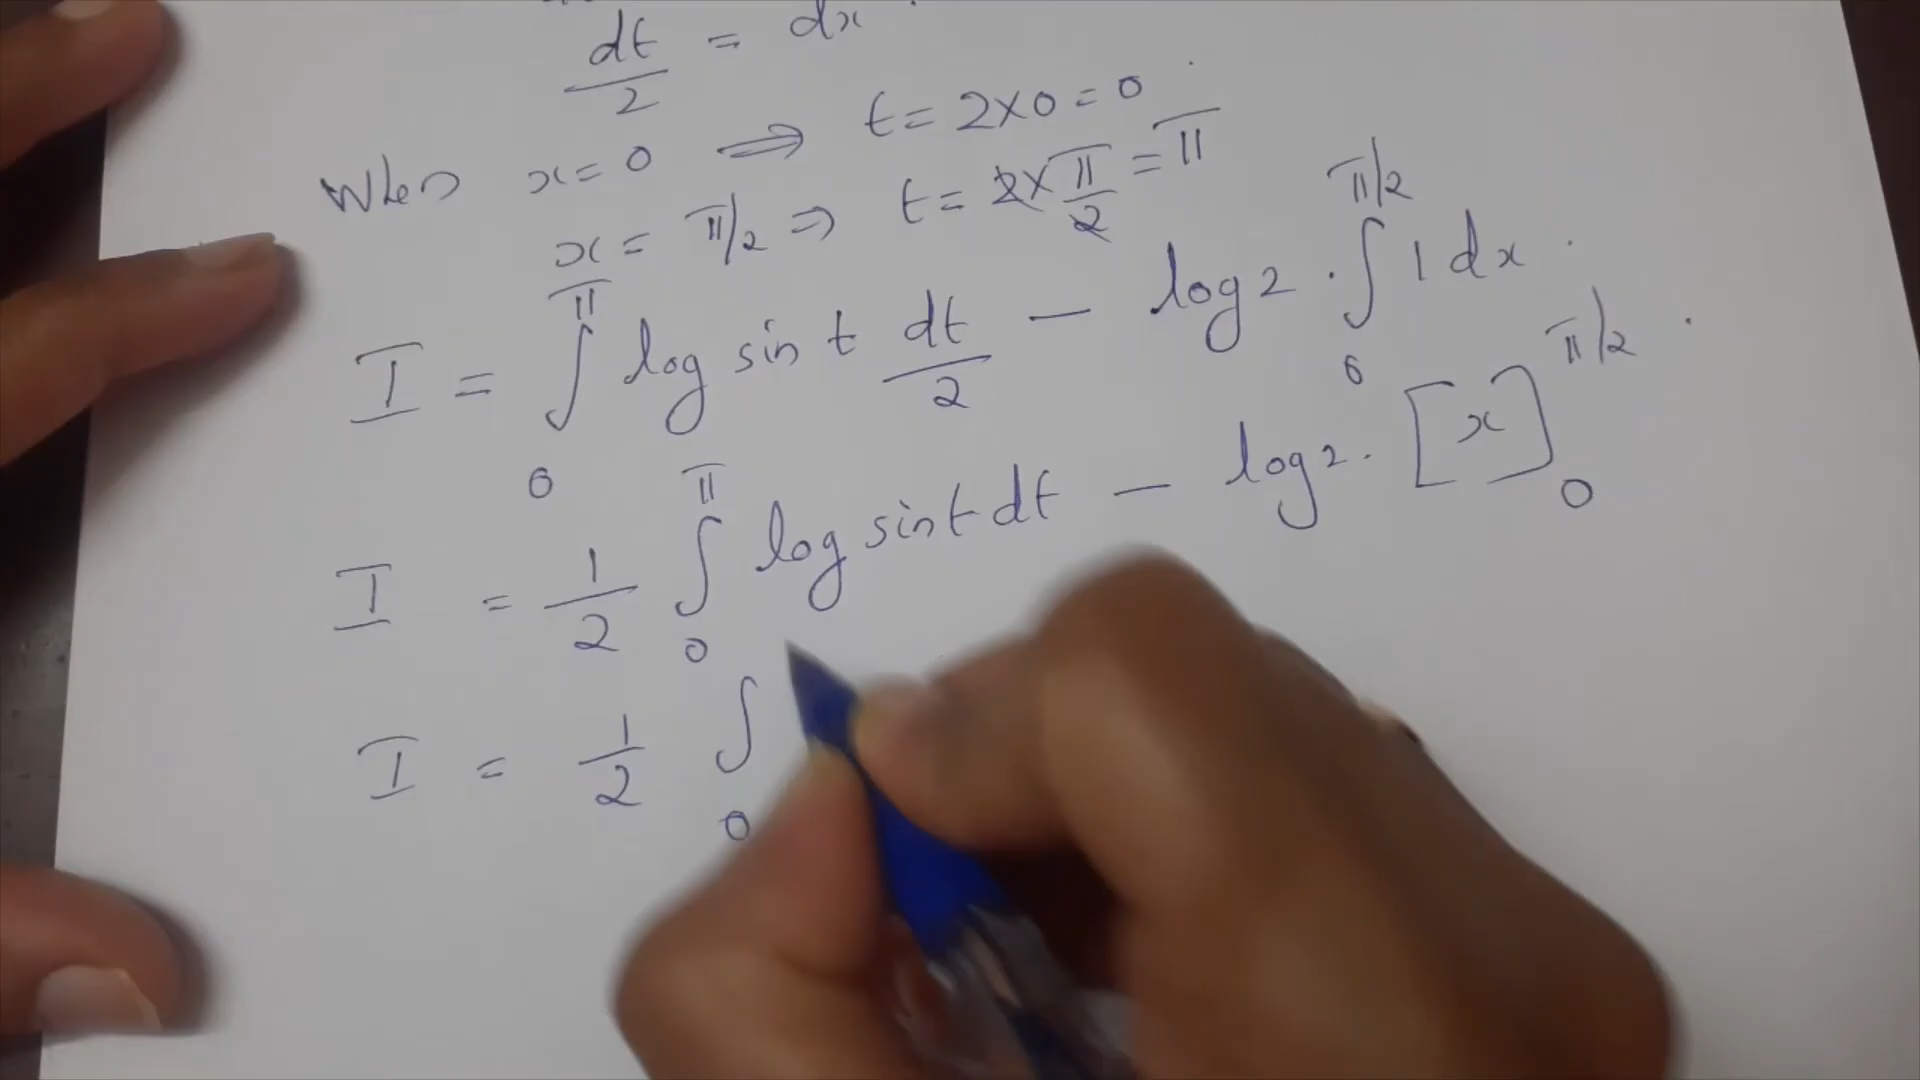 dt/2 = dx
When x = 0 ⟹ t = 2×0 = 0
x = π/2 ⇒ t = 2×π/2 = π
I = ∫₀^π log sin t dt/2 — log 2 · ∫₀^π/2 1 dx.
I = 1/2 ∫₀^π log sin t dt — log 2. [x]₀^π/2.
I = 1/2 ∫₀